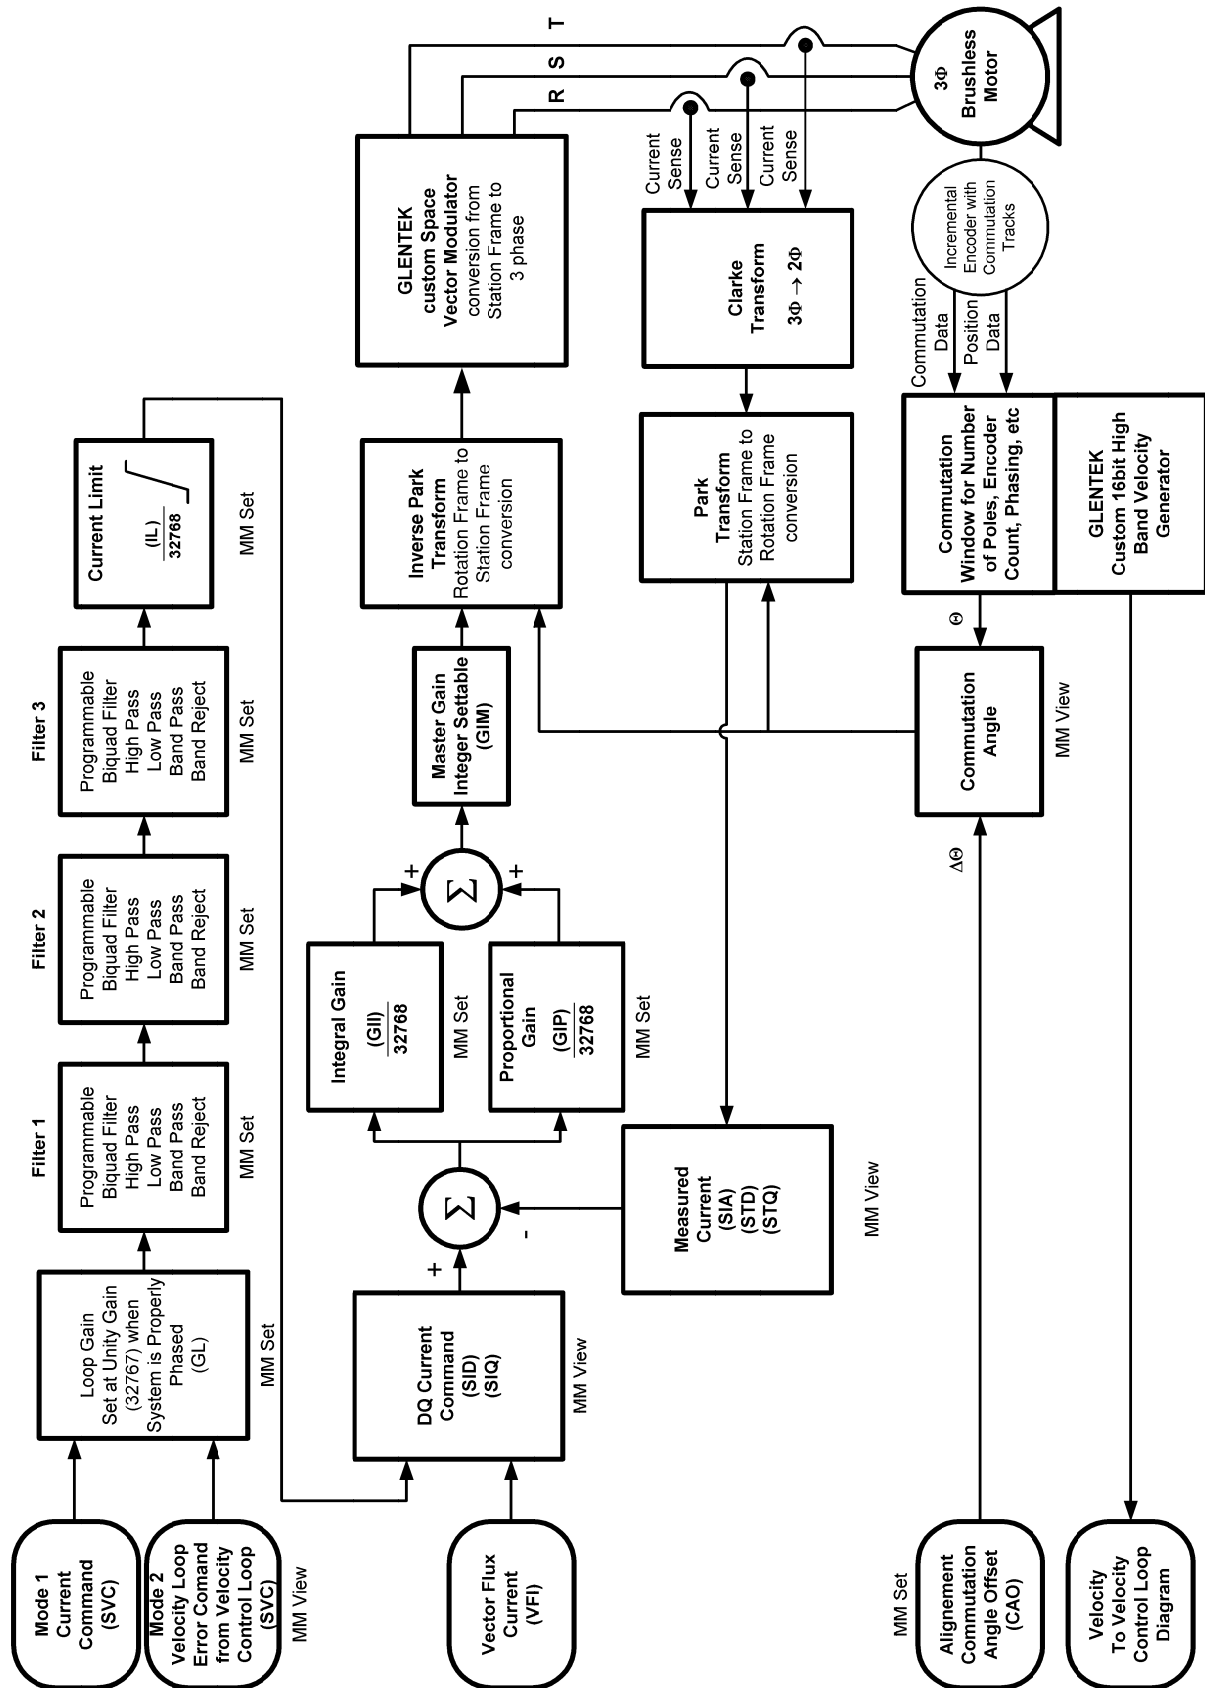 Mode 1
Current
Command
(SVC)
Mode 2
Velocity Loop
Error Comand
from Velocity
Control Loop
(SVC)
MM View
Loop Gain
Set at Unity Gain
(32767) when
System is Properly
Phased
(GL)
MM Set
Filter 1
Programmable
Biquad Filter
High Pass
Low Pass
Band Pass
Band Reject
MM Set
Filter 2
Programmable
Biquad Filter
High Pass
Low Pass
Band Pass
Band Reject
MM Set
Filter 3
Programmable
Biquad Filter
High Pass
Low Pass
Band Pass
Band Reject
MM Set
Current Limit
(IL)
32768
MM Set
Vector Flux
Current
(VFI)
DQ Current
Command
(SID)
(SIQ)
MM View
+
-
Σ
Integral Gain
(GII)
32768
MM Set
Proportional
Gain
(GIP)
32768
MM Set
+
+
Σ
Master Gain
Integer Settable
(GIM)
Inverse Park
Transform
Rotation Frame to
Station Frame
conversion
GLENTEK
custom Space
Vector Modulator
conversion from
Station Frame to
3 phase
R S T
Measured
Current
(SIA)
(STD)
(STQ)
MM View
Park
Transform
Station Frame to
Rotation Frame
conversion
Clarke
Transform
3Φ → 2Φ
Current
Sense
Current
Sense
Current
Sense
3Φ
Brushless
Motor
Incremental
Encoder with
Commutation
Tracks
Commutation
Data
Position
Data
MM Set
Alignement
Commutation
Angle Offset
(CAO)
ΔΘ
Commutation
Angle
MM View
Θ
Commutation
Window for Number
of Poles, Encoder
Count, Phasing, etc
GLENTEK
Custom 16bit High
Band Velocity
Generator
Velocity
To Velocity
Control Loop
Diagram